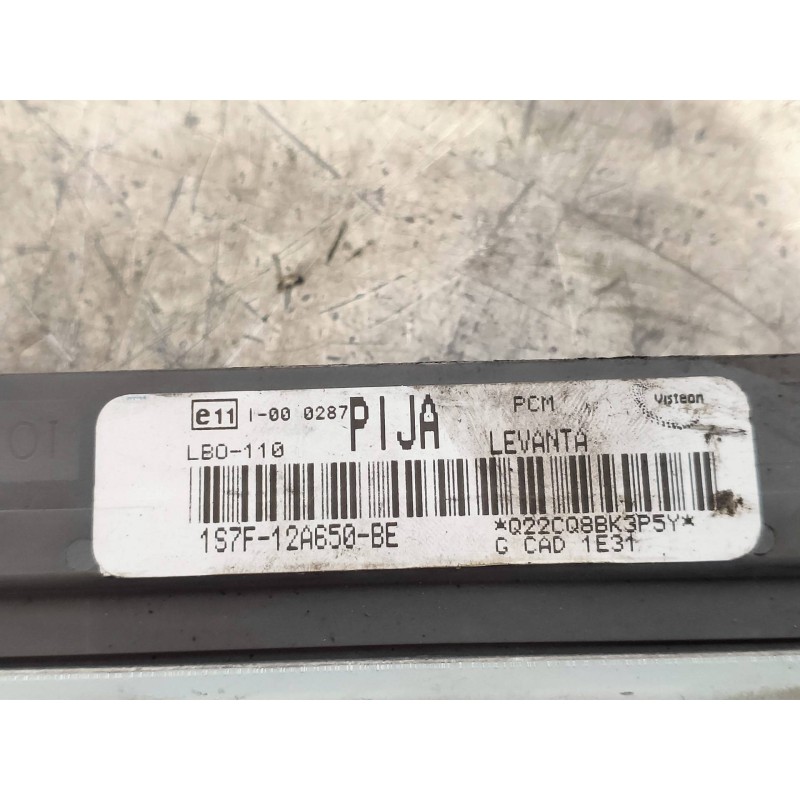 e11 I-00 0287 PIJA PCM Visteon
LBO-110 LEVANTA
1S7F-12A650-BE *Q22CQ8BK3P5Y*
G CAD 1E31